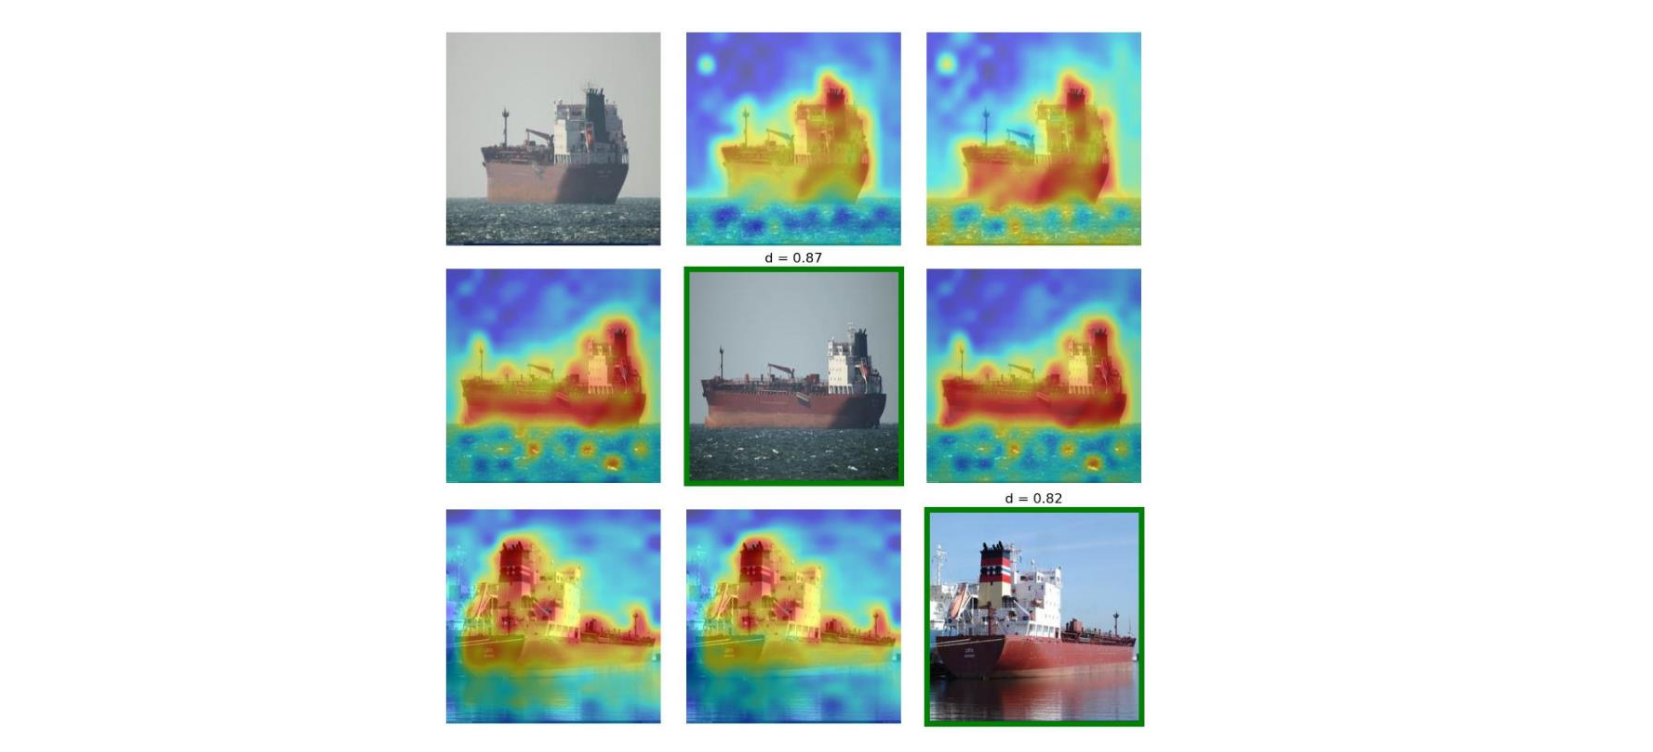 d = 0.87
d = 0.82